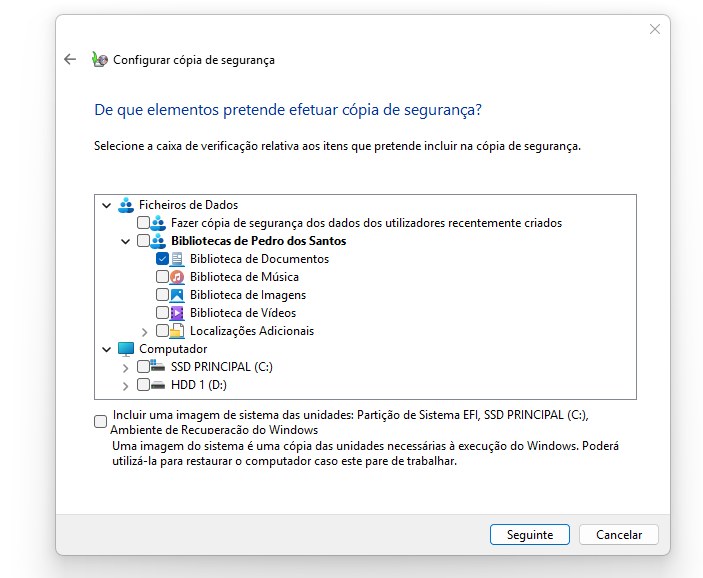 Configurar cópia de segurança
De que elementos pretende efetuar cópia de segurança?
Selecione a caixa de verificação relativa aos itens que pretende incluir na cópia de segurança.
Ficheiros de Dados
Fazer cópia de segurança dos dados dos utilizadores recentemente criados
Bibliotecas de Pedro dos Santos
Biblioteca de Documentos
Biblioteca de Música
Biblioteca de Imagens
Biblioteca de Vídeos
Localizações Adicionais
Computador
SSD PRINCIPAL (C:)
HDD 1 (D:)
Incluir uma imagem de sistema das unidades: Partição de Sistema EFI, SSD PRINCIPAL (C:),
Ambiente de Recuperacão do Windows
Uma imagem do sistema é uma cópia das unidades necessárias à execução do Windows. Poderá
utilizá-la para restaurar o computador caso este pare de trabalhar.
Seguinte
Cancelar